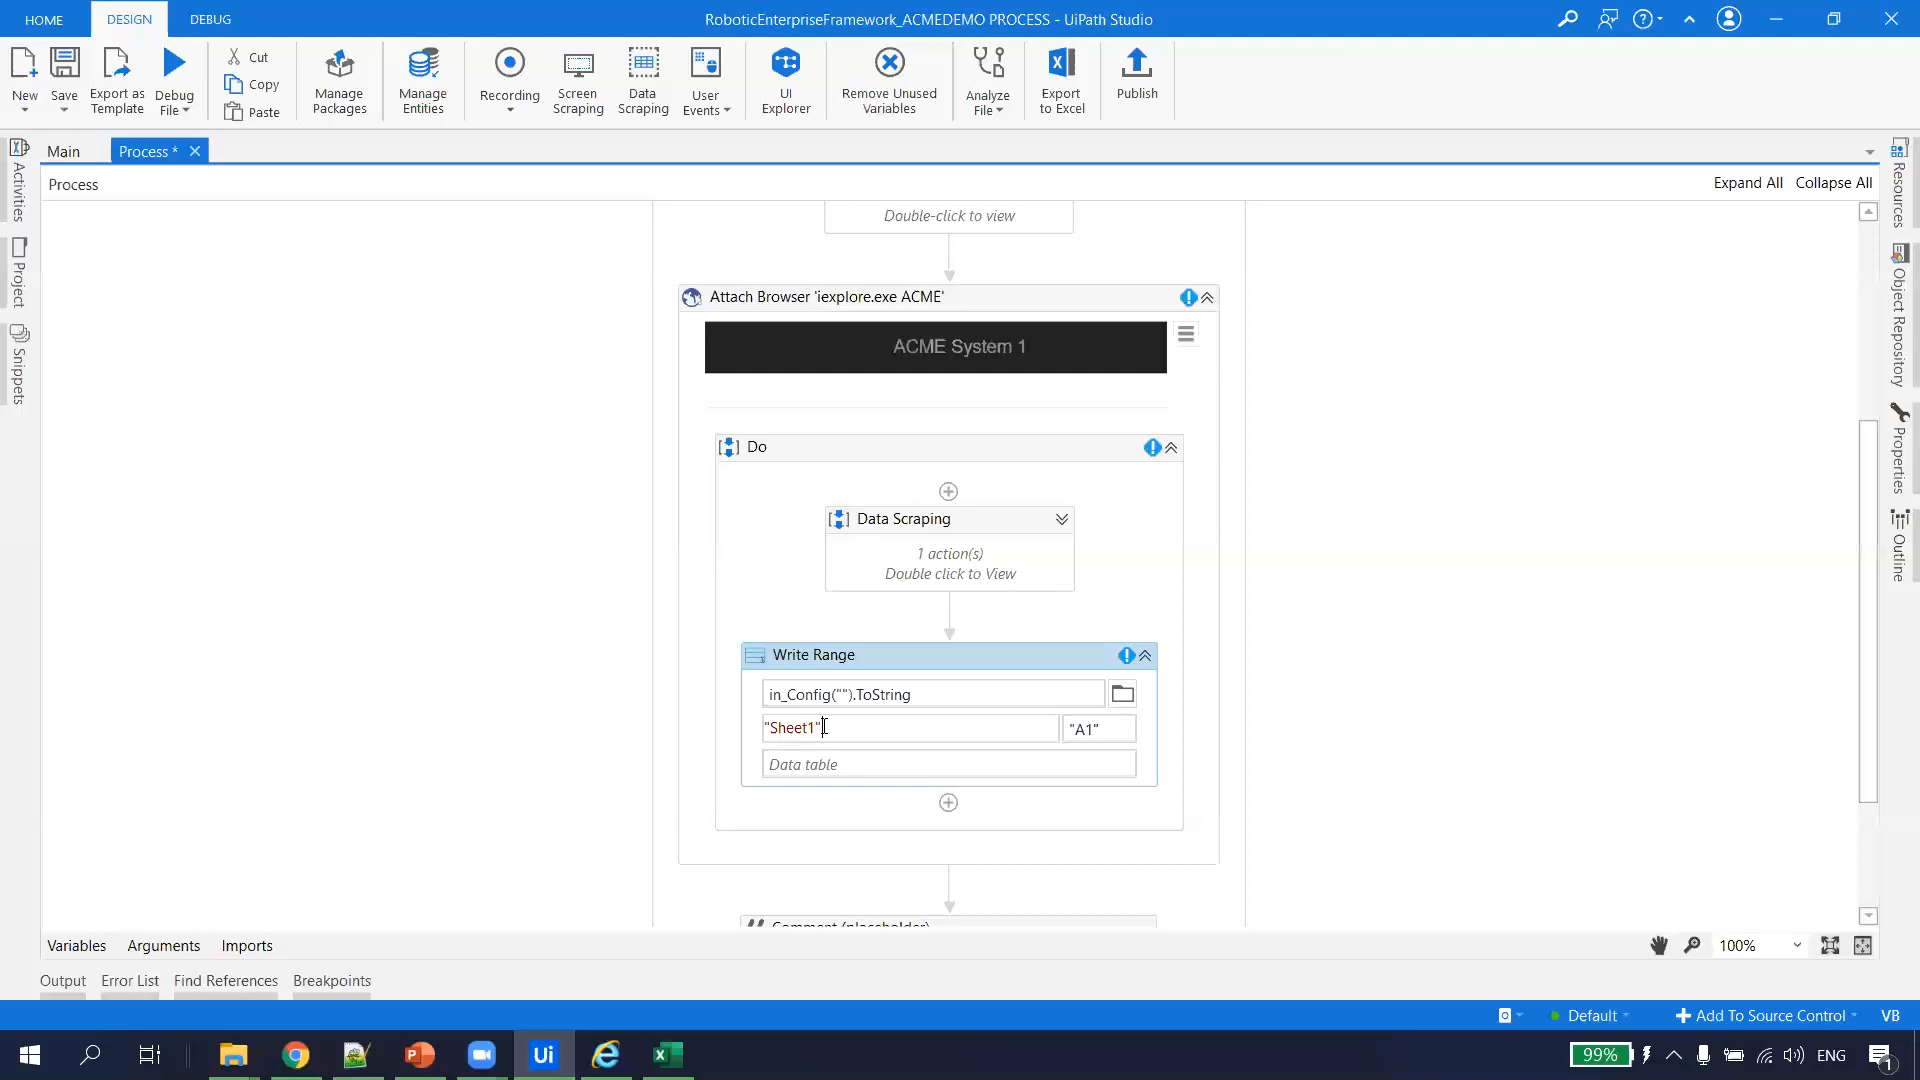 HOME
DESIGN
DEBUG
RoboticEnterpriseFramework_ACMEDEMO PROCESS - UiPath Studio
New
Save
Export as
Template
Debug
File
Cut
Copy
Paste
Manage
Packages
Manage
Entities
Recording
Screen
Scraping
Data
Scraping
User
Events
UI
Explorer
Remove Unused
Variables
Analyze
File
Export
to Excel
Publish
Main
Process *
Process
Expand All
Collapse All
Activities
Project
Snippets
Resources
Object Repository
Properties
Outline
Double-click to view
Attach Browser 'iexplore.exe ACME'
ACME System 1
Do
Data Scraping
1 action(s)
Double click to View
Write Range
in_Config("").ToString
"Sheet1"
"A1"
Data table
Comment (placeholder)
Variables
Arguments
Imports
100%
Output
Error List
Find References
Breakpoints
Default
Add To Source Control
VB
Ui
99%
ENG
1